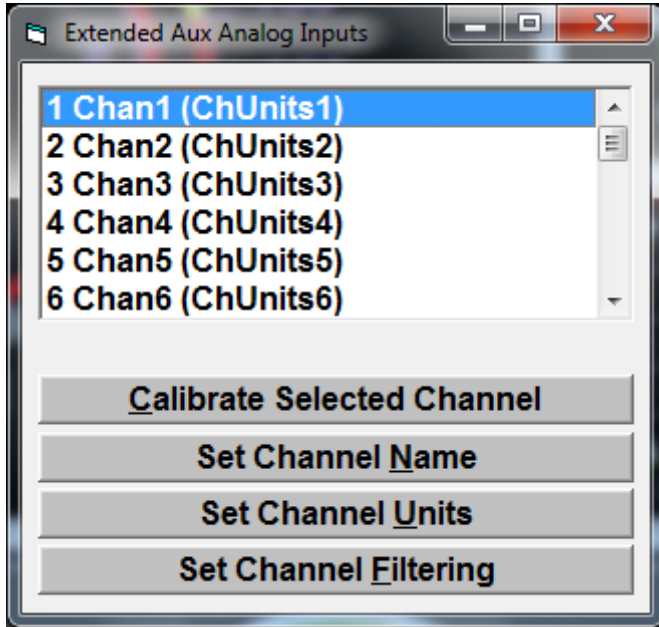 Extended Aux Analog Inputs
1 Chan1 (ChUnits1)
2 Chan2 (ChUnits2)
3 Chan3 (ChUnits3)
4 Chan4 (ChUnits4)
5 Chan5 (ChUnits5)
6 Chan6 (ChUnits6)
Calibrate Selected Channel
Set Channel Name
Set Channel Units
Set Channel Filtering